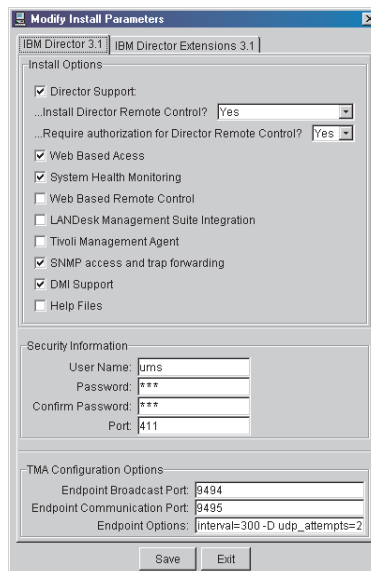 Modify Install Parameters
IBM Director 3.1 IBM Director Extensions 3.1
Install Options
Director Support:
...Install Director Remote Control? Yes
...Require authorization for Director Remote Control? Yes
Web Based Acess
System Health Monitoring
Web Based Remote Control
LANDesk Management Suite Integration
Tivoli Management Agent
SNMP access and trap forwarding
DMI Support
Help Files
Security Information
User Name: ums
Password: ***
Confirm Password: ***
Port: 411
TMA Configuration Options
Endpoint Broadcast Port: 9494
Endpoint Communication Port: 9495
Endpoint Options: interval=300 -D udp_attempts=2
Save Exit